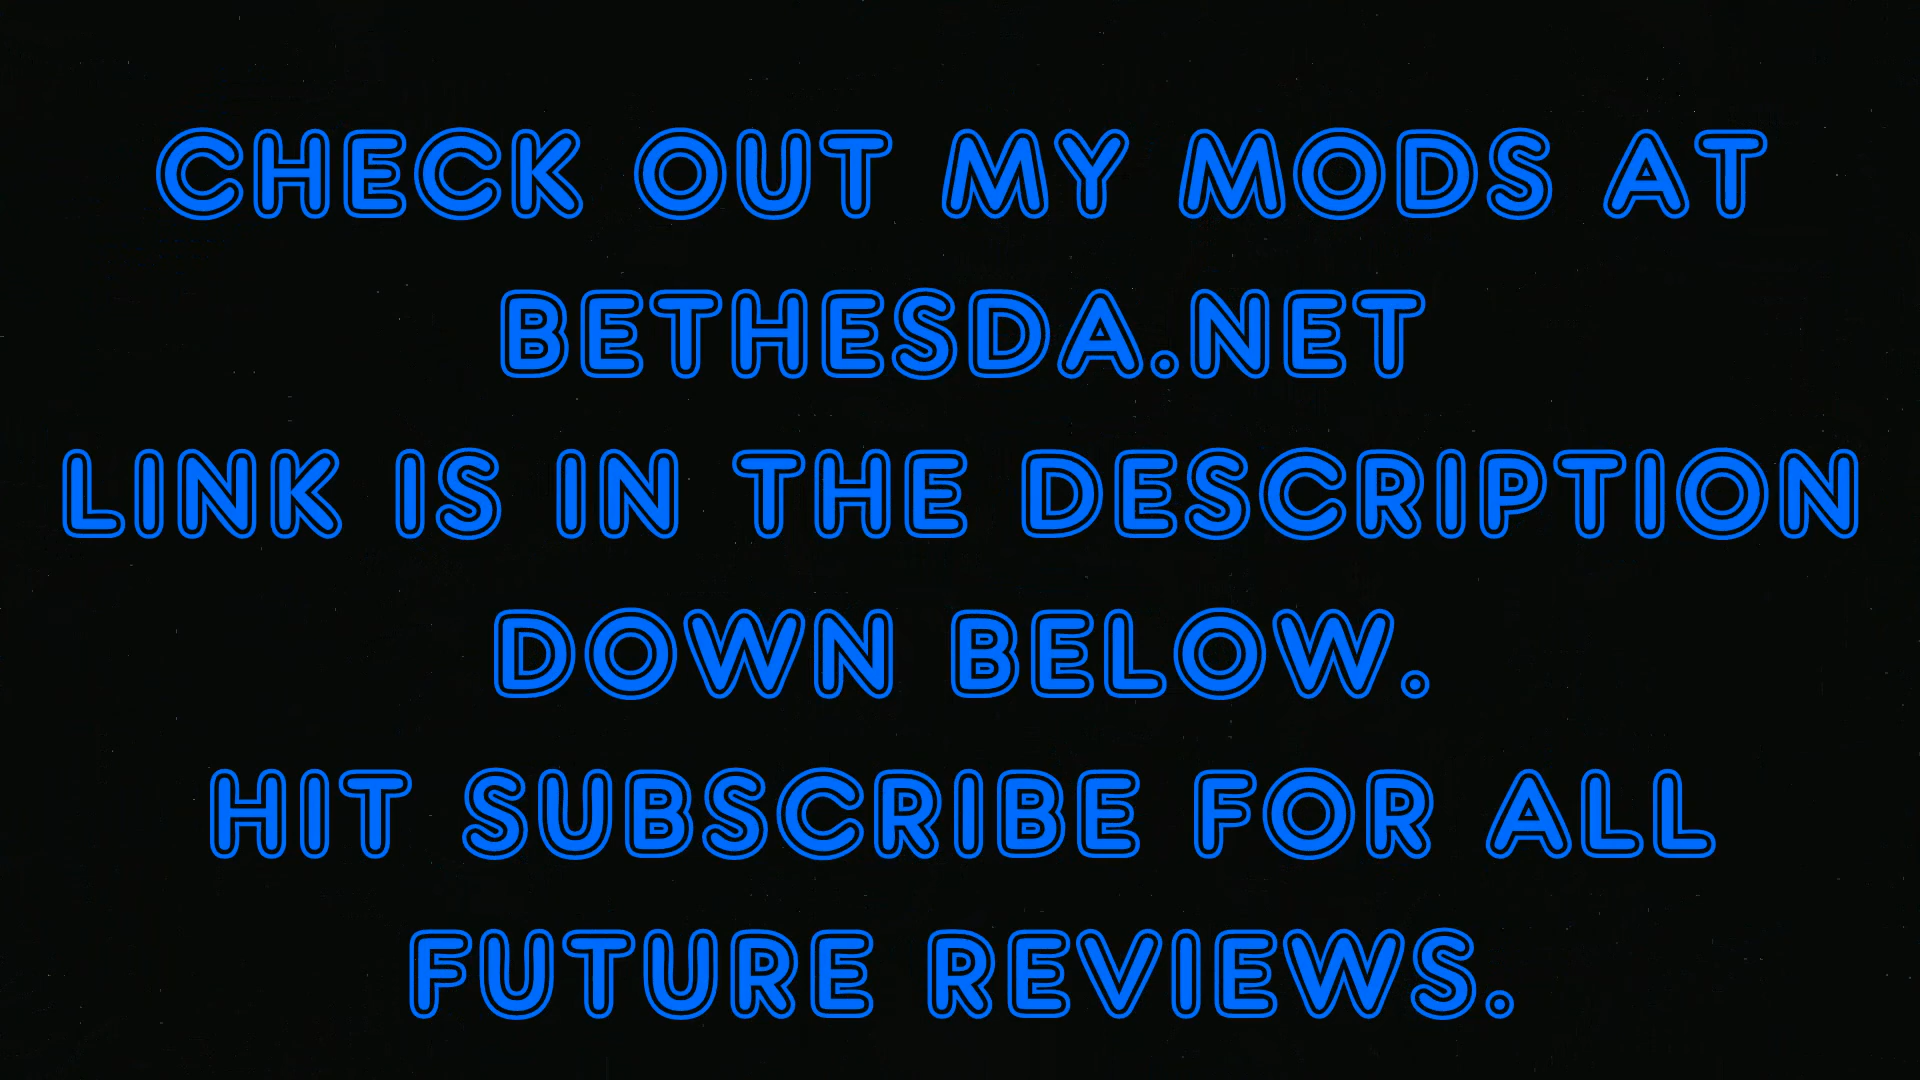 CHECK OUT MY MODS AT
BETHESDA.NET
LINK IS IN THE DESCRIPTION
DOWN BELOW.
HIT SUBSCRIBE FOR ALL
FUTURE REVIEWS.